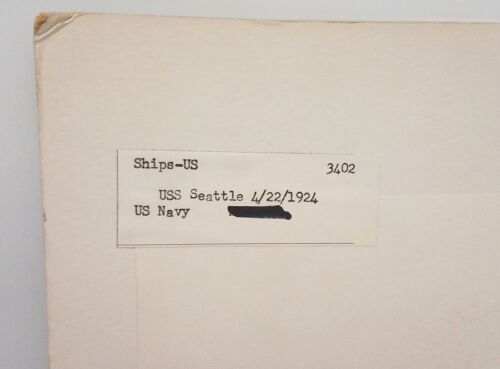 Ships-US 3402
USS Seattle 4/22/1924
US Navy